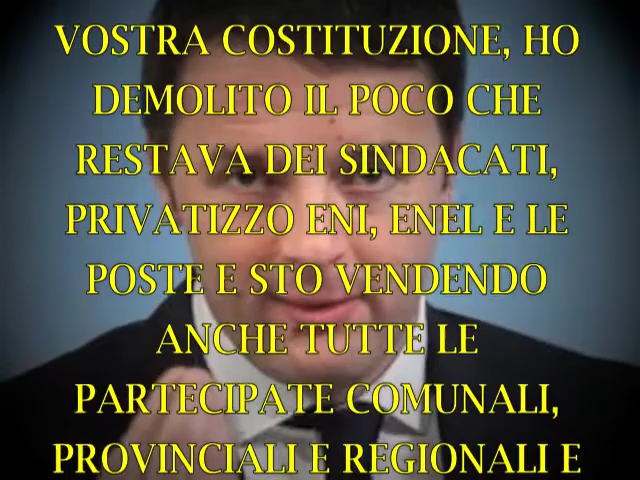 VOSTRA COSTITUZIONE, HO
DEMOLITO IL POCO CHE
RESTAVA DEI SINDACATI,
PRIVATIZZO ENI, ENEL E LE
POSTE E STO VENDENDO
ANCHE TUTTE LE
PARTECIPATE COMUNALI,
PROVINCIALI E REGIONALI E